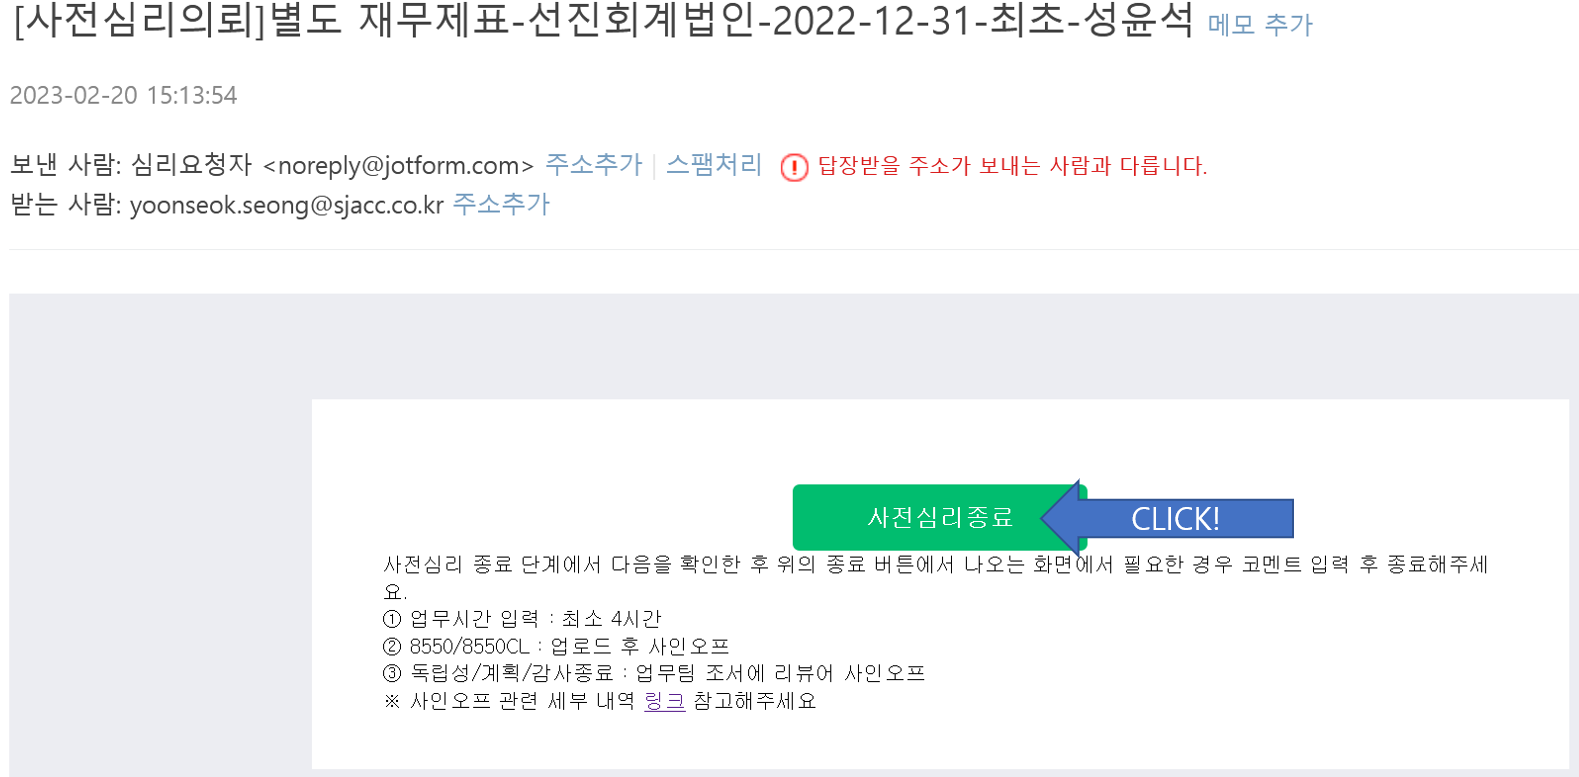 [사전심리의뢰]별도 재무제표-선진회계법인-2022-12-31-최초-성윤석 메모 추가
2023-02-20 15:13:54
보낸 사람: 심리요청자 <noreply@jotform.com> 주소추가 | 스팸처리 ! 답장받을 주소가 보내는 사람과 다릅니다.
받는 사람: yoonseok.seong@sjacc.co.kr 주소추가
사전심리종료 CLICK!
사전심리 종료 단계에서 다음을 확인한 후 위의 종료 버튼에서 나오는 화면에서 필요한 경우 코멘트 입력 후 종료해주세
요.
① 업무시간 입력 : 최소 4시간
② 8550/8550CL : 업로드 후 사인오프
③ 독립성/계획/감사종료 : 업무팀 조서에 리뷰어 사인오프
※ 사인오프 관련 세부 내역 링크 참고해주세요